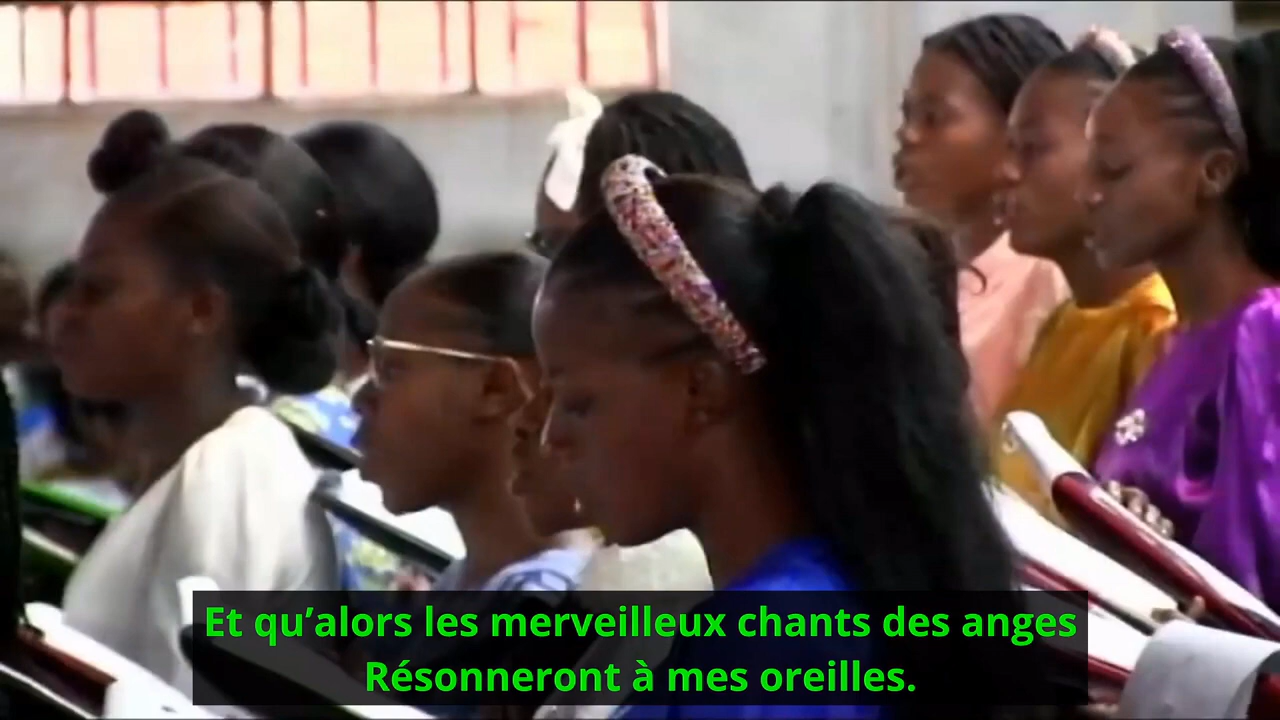 Et qu’alors les merveilleux chants des anges
Résonneront à mes oreilles.